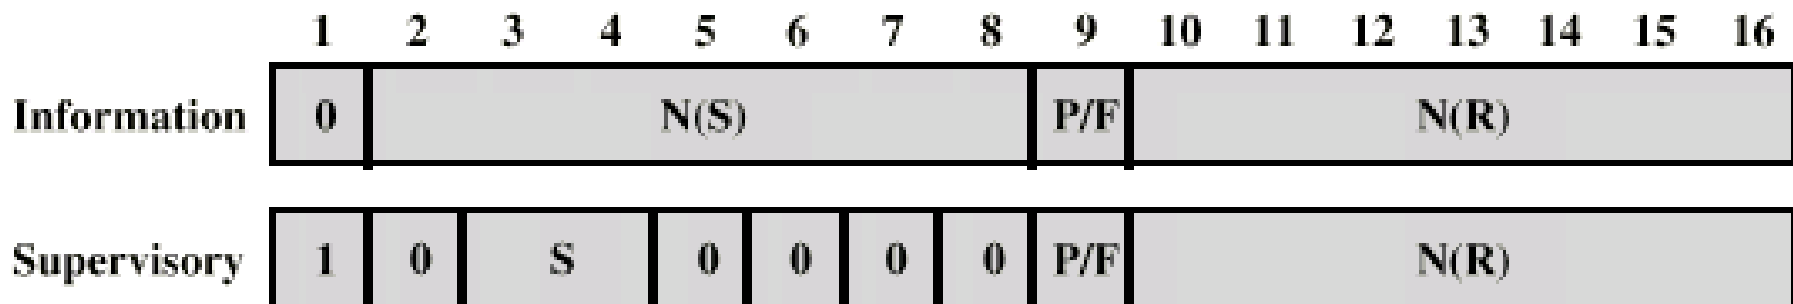 1 2 3 4 5 6 7 8 9 10 11 12 13 14 15 16
Information 0 N(S) P/F N(R)
Supervisory 1 0 S 0 0 0 0 P/F N(R)